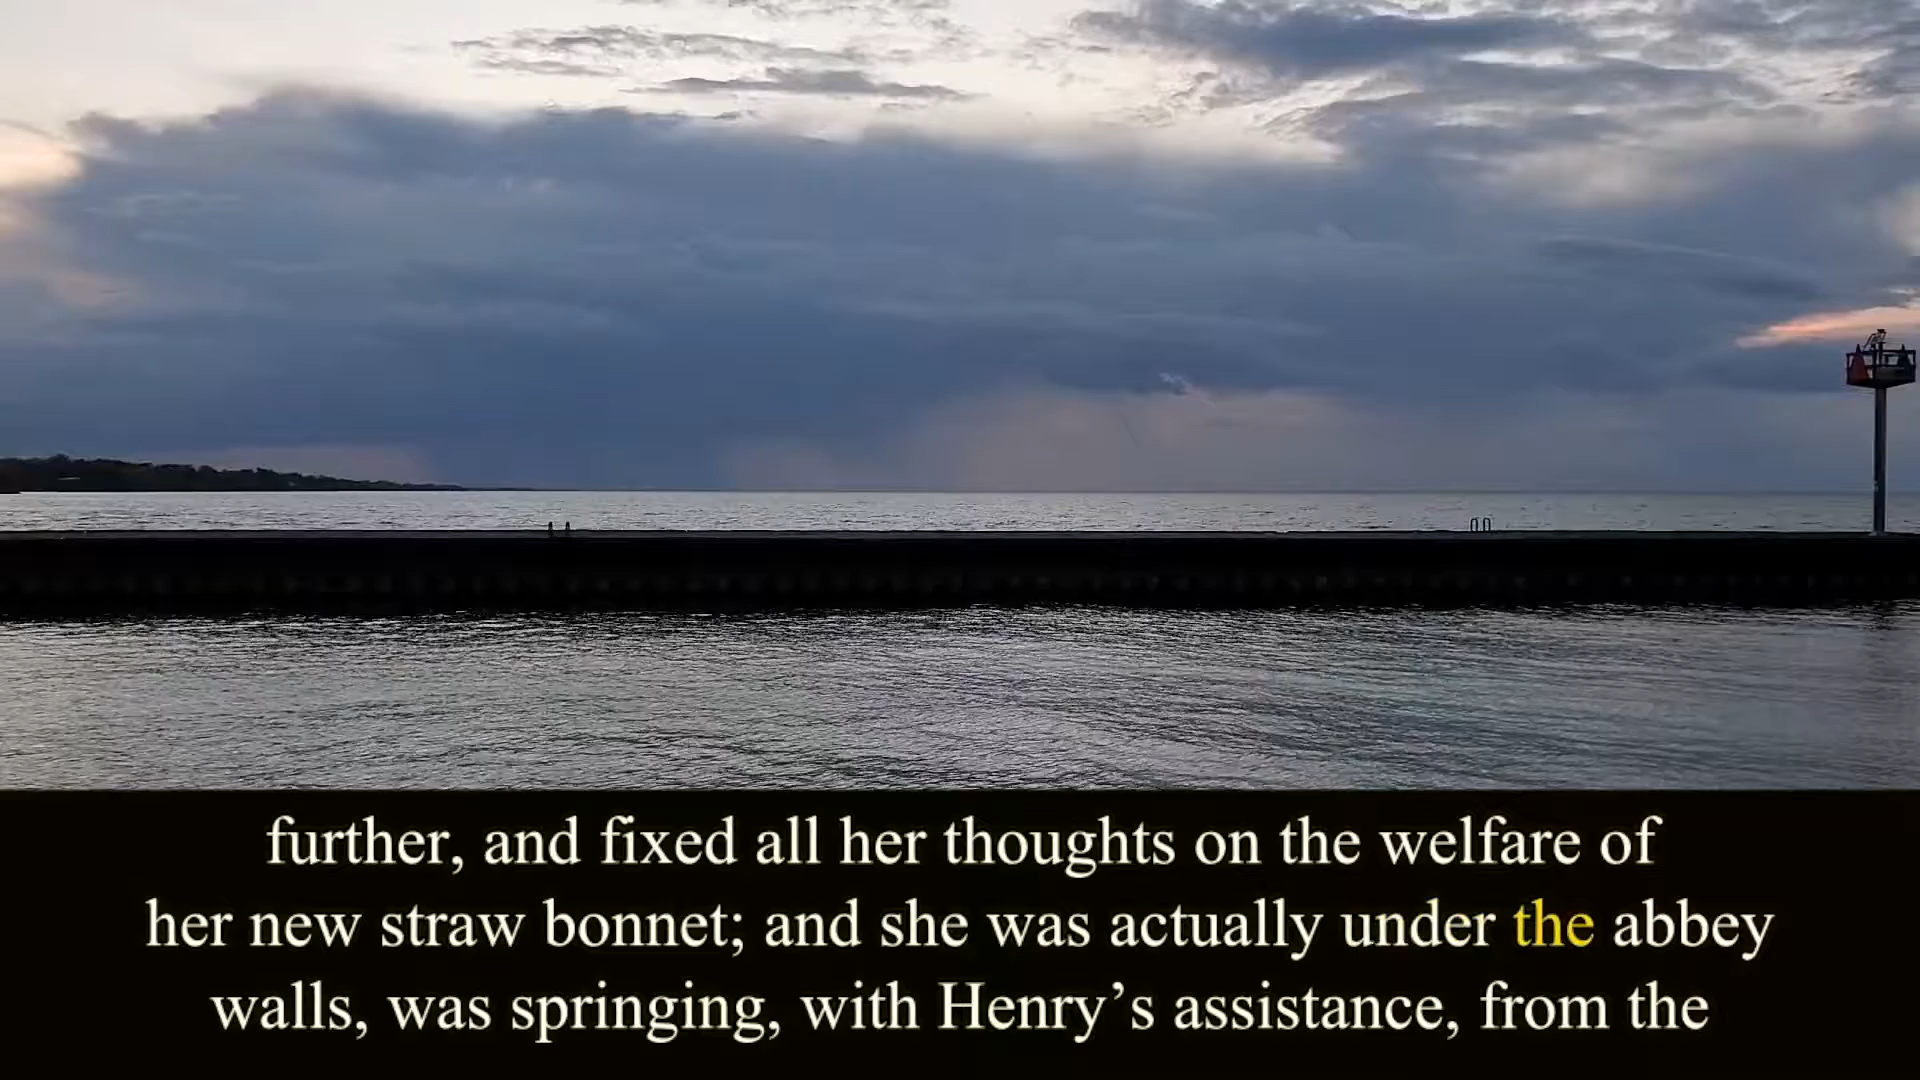 further, and fixed all her thoughts on the welfare of
her new straw bonnet; and she was actually under the abbey
walls, was springing, with Henry’s assistance, from the